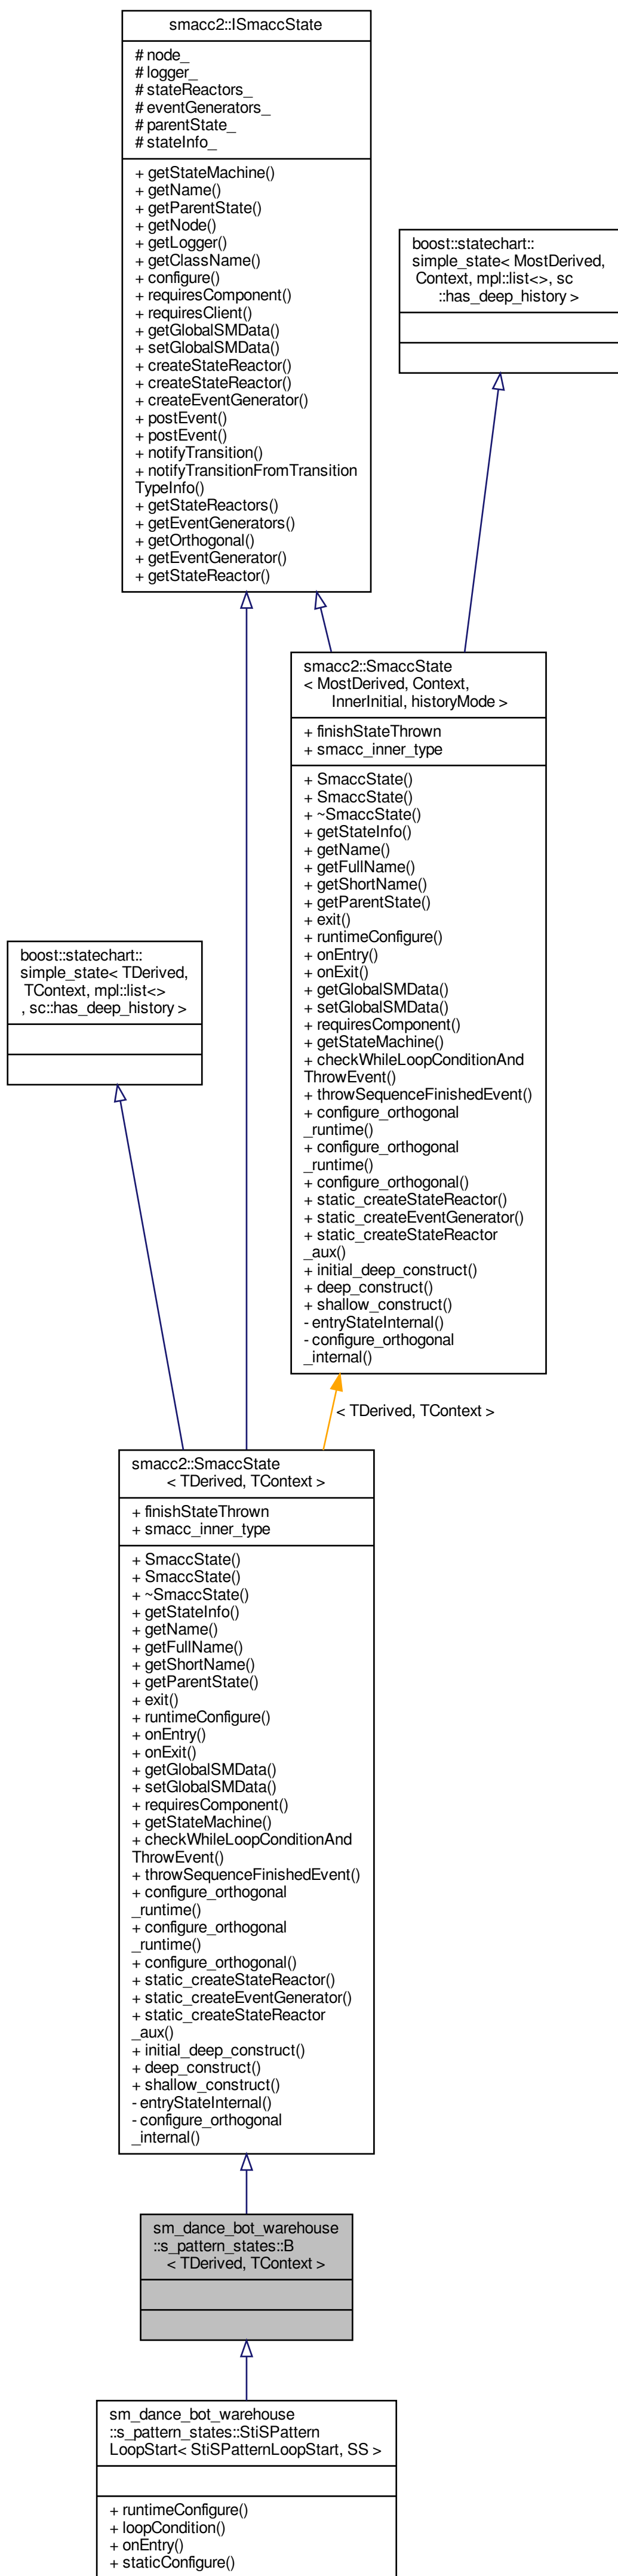 smacc2::ISmaccState
# node_
# logger_
# stateReactors_
# eventGenerators_
# parentState_
# stateInfo_
+ getStateMachine()
+ getName()
+ getParentState()
+ getNode()
+ getLogger()
+ getClassName()
+ configure()
+ requiresComponent()
+ requiresClient()
+ getGlobalSMData()
+ setGlobalSMData()
+ createStateReactor()
+ createStateReactor()
+ createEventGenerator()
+ postEvent()
+ postEvent()
+ notifyTransition()
+ notifyTransitionFromTransition
TypeInfo()
+ getStateReactors()
+ getEventGenerators()
+ getOrthogonal()
+ getEventGenerator()
+ getStateReactor()
boost::statechart::
simple_state< MostDerived,
Context, mpl::list<>, sc
::has_deep_history >
smacc2::SmaccState
< MostDerived, Context,
InnerInitial, historyMode >
+ finishStateThrown
+ smacc_inner_type
+ SmaccState()
+ SmaccState()
+ ~SmaccState()
+ getStateInfo()
+ getName()
+ getFullName()
+ getShortName()
+ getParentState()
+ exit()
+ runtimeConfigure()
+ onEntry()
+ onExit()
+ getGlobalSMData()
+ setGlobalSMData()
+ requiresComponent()
+ getStateMachine()
+ checkWhileLoopConditionAnd
ThrowEvent()
+ throwSequenceFinishedEvent()
+ configure_orthogonal
_runtime()
+ configure_orthogonal
_runtime()
+ configure_orthogonal()
+ static_createStateReactor()
+ static_createEventGenerator()
+ static_createStateReactor
_aux()
+ initial_deep_construct()
+ deep_construct()
+ shallow_construct()
- entryStateInternal()
- configure_orthogonal
_internal()
boost::statechart::
simple_state< TDerived,
TContext, mpl::list<>
, sc::has_deep_history >
< TDerived, TContext >
smacc2::SmaccState
< TDerived, TContext >
+ finishStateThrown
+ smacc_inner_type
+ SmaccState()
+ SmaccState()
+ ~SmaccState()
+ getStateInfo()
+ getName()
+ getFullName()
+ getShortName()
+ getParentState()
+ exit()
+ runtimeConfigure()
+ onEntry()
+ onExit()
+ getGlobalSMData()
+ setGlobalSMData()
+ requiresComponent()
+ getStateMachine()
+ checkWhileLoopConditionAnd
ThrowEvent()
+ throwSequenceFinishedEvent()
+ configure_orthogonal
_runtime()
+ configure_orthogonal
_runtime()
+ configure_orthogonal()
+ static_createStateReactor()
+ static_createEventGenerator()
+ static_createStateReactor
_aux()
+ initial_deep_construct()
+ deep_construct()
+ shallow_construct()
- entryStateInternal()
- configure_orthogonal
_internal()
sm_dance_bot_warehouse
::s_pattern_states::B
< TDerived, TContext >
sm_dance_bot_warehouse
::s_pattern_states::StiSPattern
LoopStart< StiSPatternLoopStart, SS >
+ runtimeConfigure()
+ loopCondition()
+ onEntry()
+ staticConfigure()